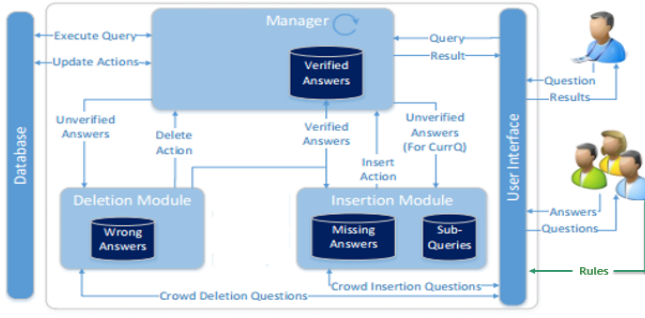 Manager
Execute Query
Update Actions
Verified
Answers
Query
Result
Question
Results
Unverified
Answers
Delete
Action
Verified
Answers
Insert
Action
Unverified
Answers
(For CurrQ)
Database
User Interface
Deletion Module
Wrong
Answers
Insertion Module
Missing
Answers
Sub-
Queries
Answers
Questions
Rules
Crowd Deletion Questions
Crowd Insertion Questions